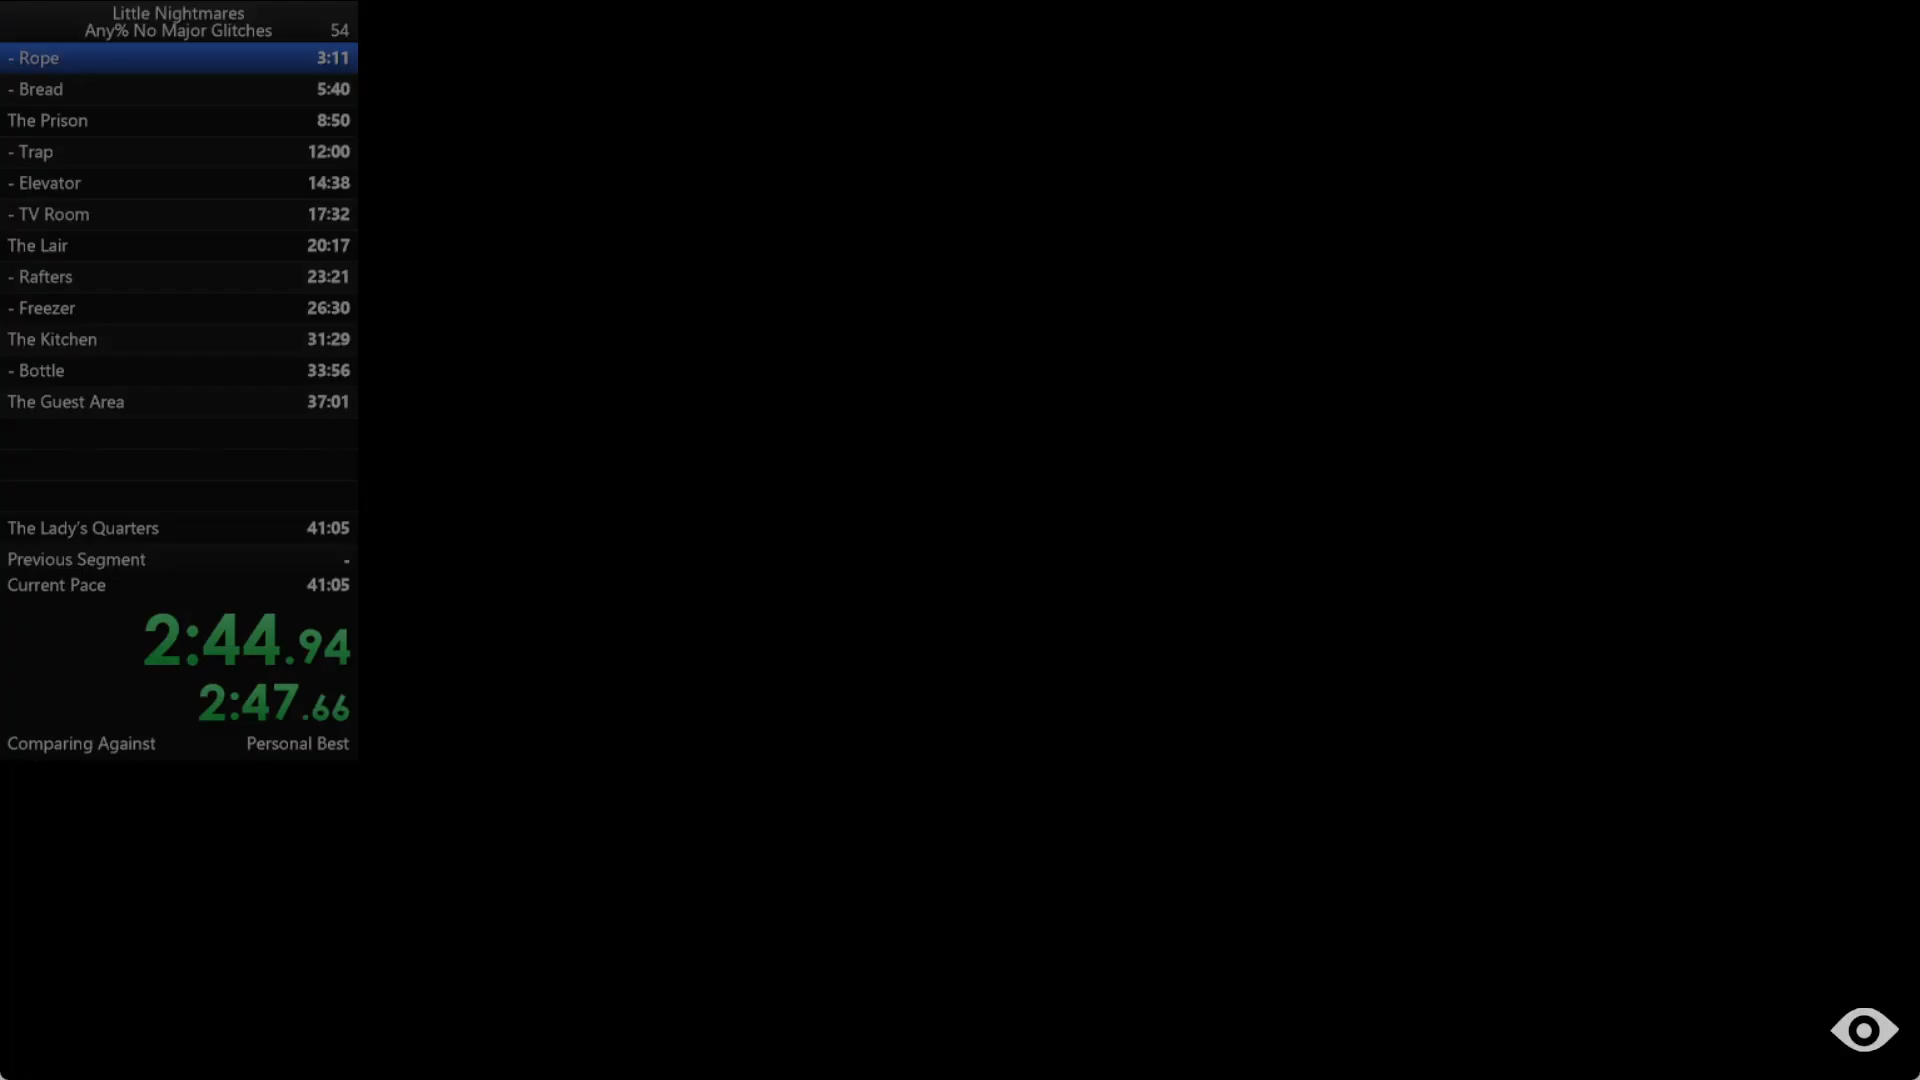 Little Nightmares
Any% No Major Glitches 54
- Rope 3:11
- Bread 5:40
The Prison 8:50
- Trap 12:00
- Elevator 14:38
- TV Room 17:32
The Lair 20:17
- Rafters 23:21
- Freezer 26:30
The Kitchen 31:29
- Bottle 33:56
The Guest Area 37:01
The Lady's Quarters 41:05
Previous Segment -
Current Pace 41:05
2:44.94
2:47.66
Comparing Against Personal Best